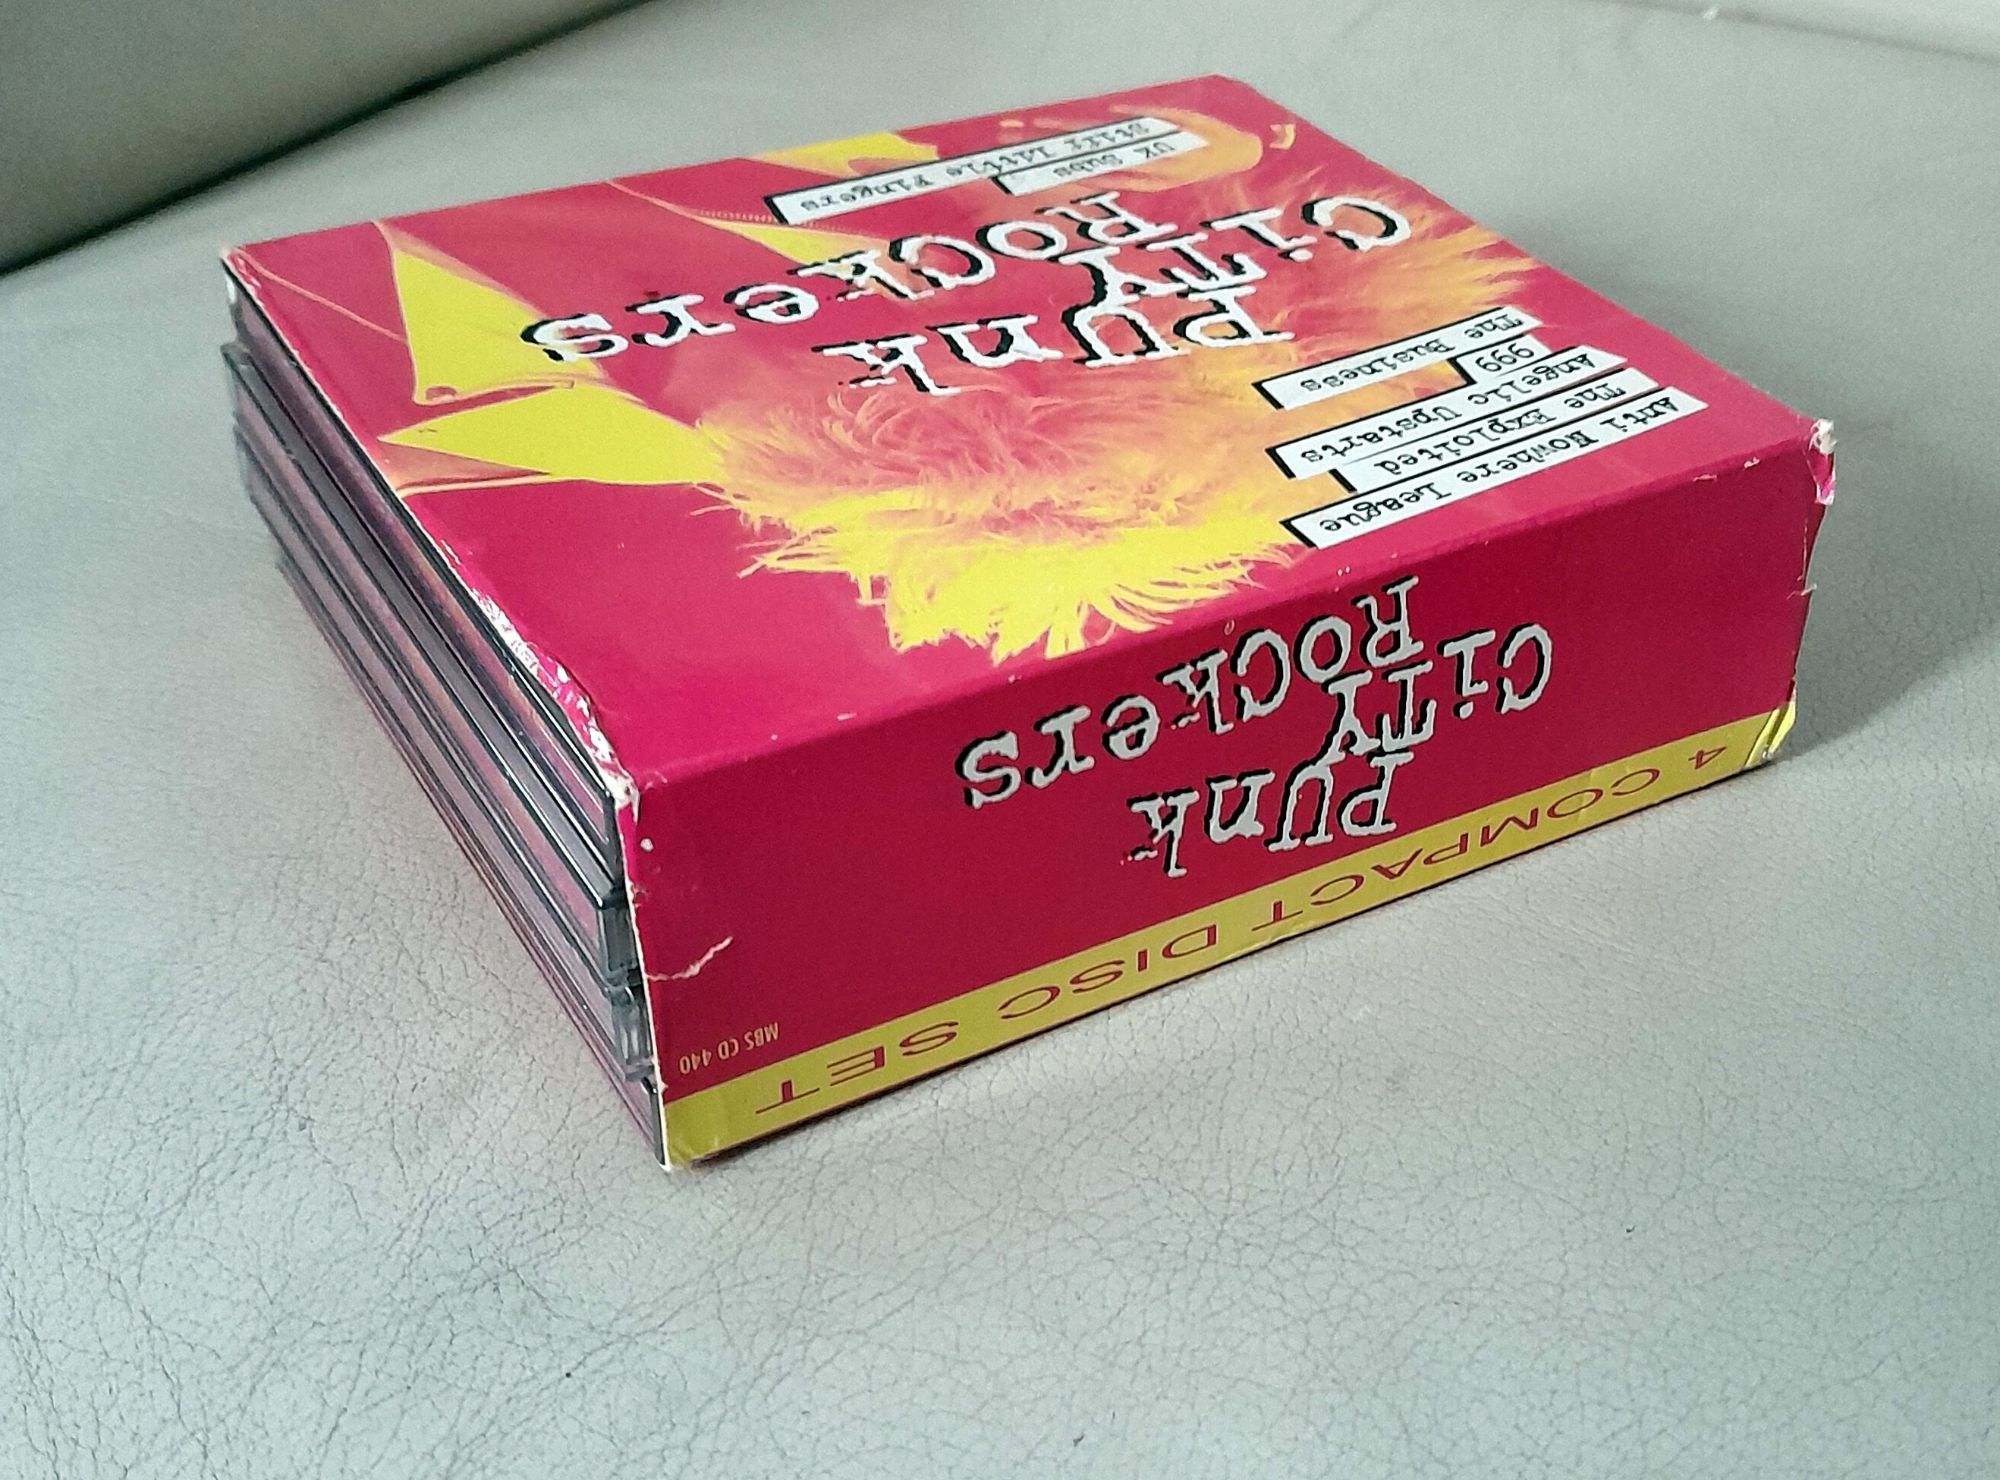 4 COMPACT DISC SET
MBS CD 440
PUnk
CiTY
ROCKers
Anti Nowhere League
The Exploited
Angelic Upstarts
999
The Business
PUnk
CiTY
ROCKers
UK Subs
Stiff Little Fingers